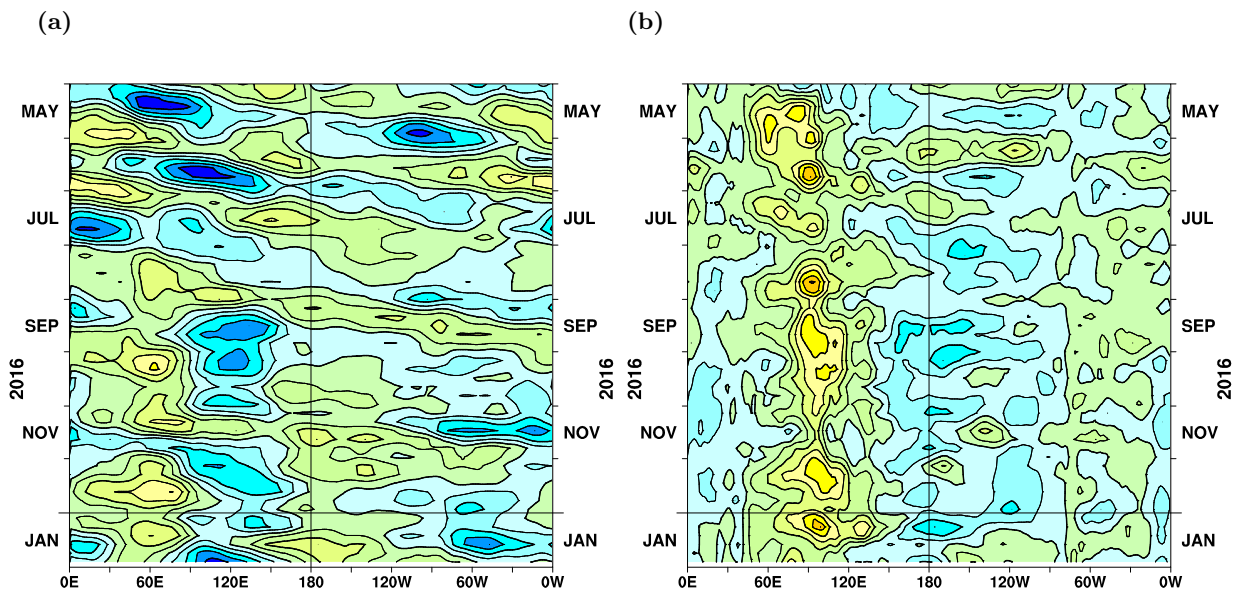 (a) (b)
MAY MAY MAY MAY
JUL JUL JUL JUL
SEP SEP SEP SEP
2016 2016 2016 2016
NOV NOV NOV NOV
JAN JAN JAN JAN
0E 60E 120E 180 120W 60W 0W 0E 60E 120E 180 120W 60W 0W